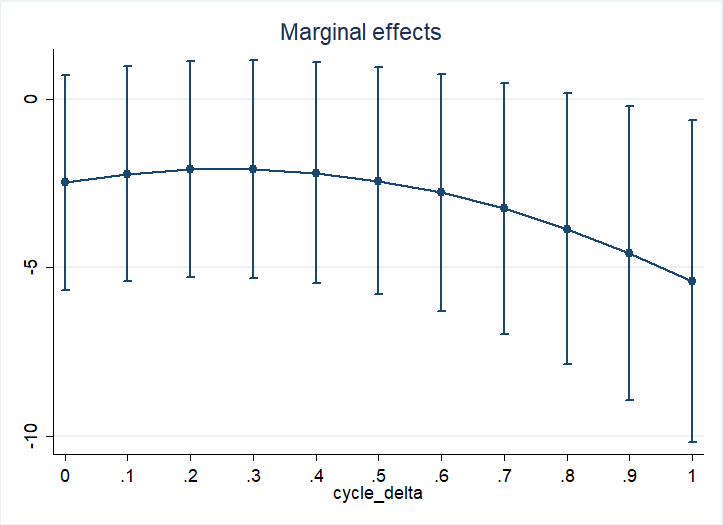 Marginal effects
0
-5
-10
0 .1 .2 .3 .4 .5 .6 .7 .8 .9 1
cycle_delta